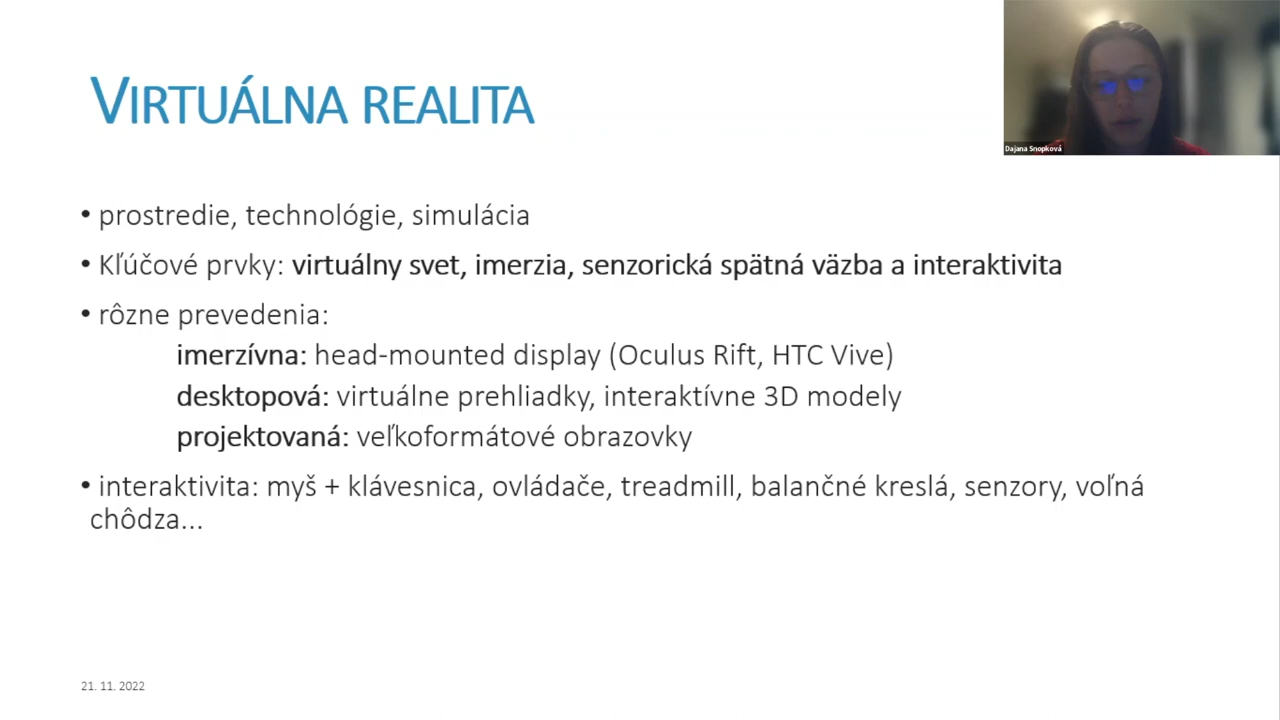 VIRTUÁLNA REALITA
Dajana Snopková
• prostredie, technológie, simulácia
• Kľúčové prvky: virtuálny svet, imerzia, senzorická spätná väzba a interaktivita
• rôzne prevedenia:
imerzívna: head-mounted display (Oculus Rift, HTC Vive)
desktopová: virtuálne prehliadky, interaktívne 3D modely
projektovaná: veľkoformátové obrazovky
• interaktivita: myš + klávesnica, ovládače, treadmill, balančné kreslá, senzory, voľná
chôdza...
21. 11. 2022